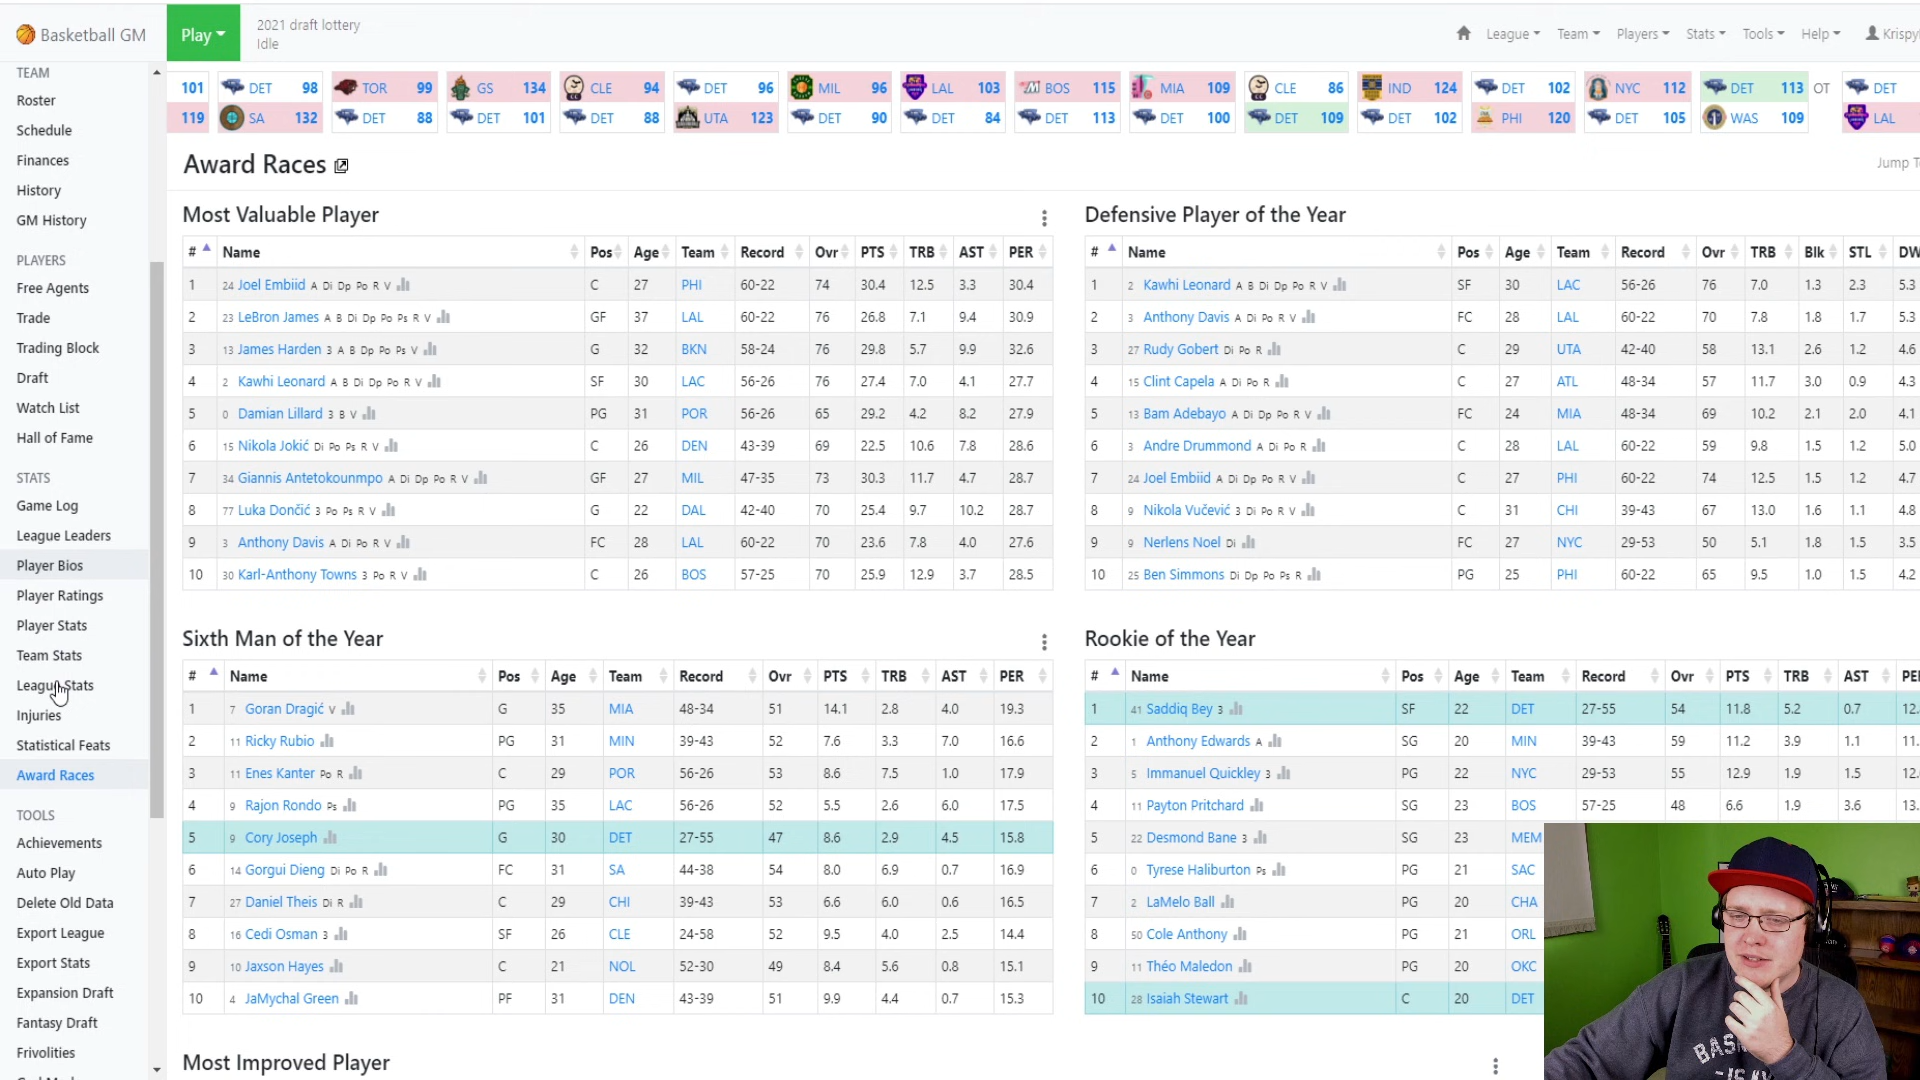 Basketball GM
Play
2021 draft lottery
Idle
League Team Players Stats Tools Help Krispy
101 DET 98 TOR 99 GS 134 CLE 94 DET 96 MIL 96 LAL 103 BOS 115 MIA 109 CLE 86 IND 124 DET 102 NYC 112 DET 113 OT DET
119 SA 132 DET 88 DET 101 DET 88 UTA 123 DET 90 DET 84 DET 113 DET 100 DET 109 DET 102 PHI 120 DET 105 WAS 109 LAL
TEAM
Roster
Schedule
Finances
History
GM History
PLAYERS
Free Agents
Trade
Trading Block
Draft
Watch List
Hall of Fame
STATS
Game Log
League Leaders
Player Bios
Player Ratings
Player Stats
Team Stats
League Stats
Injuries
Statistical Feats
Award Races
TOOLS
Achievements
Auto Play
Delete Old Data
Export League
Export Stats
Expansion Draft
Fantasy Draft
Frivolities
Award Races
Jump T
Most Valuable Player
# Name Pos Age Team Record Ovr PTS TRB AST PER
1 24 Joel Embiid A Di Dp Po R V C 27 PHI 60-22 74 30.4 12.5 3.3 30.4
2 23 LeBron James A B Di Dp Po Ps R V GF 37 LAL 60-22 76 26.8 7.1 9.4 30.9
3 13 James Harden 3 A B Dp Po Ps V G 32 BKN 58-24 76 29.8 5.7 9.9 32.6
4 2 Kawhi Leonard A B Di Dp Po R V SF 30 LAC 56-26 76 27.4 7.0 4.1 27.7
5 0 Damian Lillard 3 B V PG 31 POR 56-26 65 29.2 4.2 8.2 27.9
6 15 Nikola Jokić Di Po Ps R V C 26 DEN 43-39 69 22.5 10.6 7.8 28.6
7 34 Giannis Antetokounmpo A Di Dp Po R V GF 27 MIL 47-35 73 30.3 11.7 4.7 28.7
8 77 Luka Dončić 3 Po Ps R V G 22 DAL 42-40 70 25.4 9.7 10.2 28.7
9 3 Anthony Davis A Di Po R V FC 28 LAL 60-22 70 23.6 7.8 4.0 27.6
10 30 Karl-Anthony Towns 3 Po R V C 26 BOS 57-25 70 25.9 12.9 3.7 28.5
Defensive Player of the Year
# Name Pos Age Team Record Ovr TRB Blk STL DW
1 2 Kawhi Leonard A B Di Dp Po R V SF 30 LAC 56-26 76 7.0 1.3 2.3 5.3
2 3 Anthony Davis A Di Po R V FC 28 LAL 60-22 70 7.8 1.8 1.7 5.3
3 27 Rudy Gobert Di Po R C 29 UTA 42-40 58 13.1 2.6 1.2 4.6
4 15 Clint Capela A Di Po R C 27 ATL 48-34 57 11.7 3.0 0.9 4.3
5 13 Bam Adebayo A Di Dp Po R V FC 24 MIA 48-34 69 10.2 2.1 2.0 4.1
6 3 Andre Drummond A Di Po R C 28 LAL 60-22 59 9.8 1.5 1.2 5.0
7 24 Joel Embiid A Di Dp Po R V C 27 PHI 60-22 74 12.5 1.5 1.2 4.7
8 9 Nikola Vučević 3 Di Po R V C 31 CHI 39-43 67 13.0 1.6 1.1 4.8
9 9 Nerlens Noel Di FC 27 NYC 29-53 50 5.1 1.8 1.5 3.5
10 25 Ben Simmons Di Dp Po Ps R PG 25 PHI 60-22 65 9.5 1.0 1.5 4.2
Sixth Man of the Year
# Name Pos Age Team Record Ovr PTS TRB AST PER
1 7 Goran Dragić V G 35 MIA 48-34 51 14.1 2.8 4.0 19.3
2 11 Ricky Rubio PG 31 MIN 39-43 52 7.6 3.3 7.0 16.6
3 11 Enes Kanter Po R C 29 POR 56-26 53 8.6 7.5 1.0 17.9
4 9 Rajon Rondo Ps PG 35 LAC 56-26 52 5.5 2.6 6.0 17.5
5 9 Cory Joseph G 30 DET 27-55 47 8.6 2.9 4.5 15.8
6 14 Gorgui Dieng Di Po R FC 31 SA 44-38 54 8.0 6.9 0.7 16.9
7 27 Daniel Theis Di R C 29 CHI 39-43 53 6.6 6.0 0.6 16.5
8 16 Cedi Osman 3 SF 26 CLE 24-58 52 9.5 4.0 2.5 14.4
9 10 Jaxson Hayes C 21 NOL 52-30 49 8.4 5.6 0.8 15.1
10 4 JaMychal Green PF 31 DEN 43-39 51 9.9 4.4 0.7 15.3
Rookie of the Year
# Name Pos Age Team Record Ovr PTS TRB AST PE
1 41 Saddiq Bey 3 SF 22 DET 27-55 54 11.8 5.2 0.7 12.
2 1 Anthony Edwards A SG 20 MIN 39-43 59 11.2 3.9 1.1 11.
3 5 Immanuel Quickley 3 PG 22 NYC 29-53 55 12.9 1.9 1.5 12.
4 11 Payton Pritchard SG 23 BOS 57-25 48 6.6 1.9 3.6 13.
5 22 Desmond Bane 3 SG 23 MEM
6 0 Tyrese Haliburton Ps PG 21 SAC
7 2 LaMelo Ball PG 20 CHA
8 50 Cole Anthony PG 21 ORL
9 11 Théo Maledon PG 20 OKC
10 28 Isaiah Stewart C 20 DET
Most Improved Player